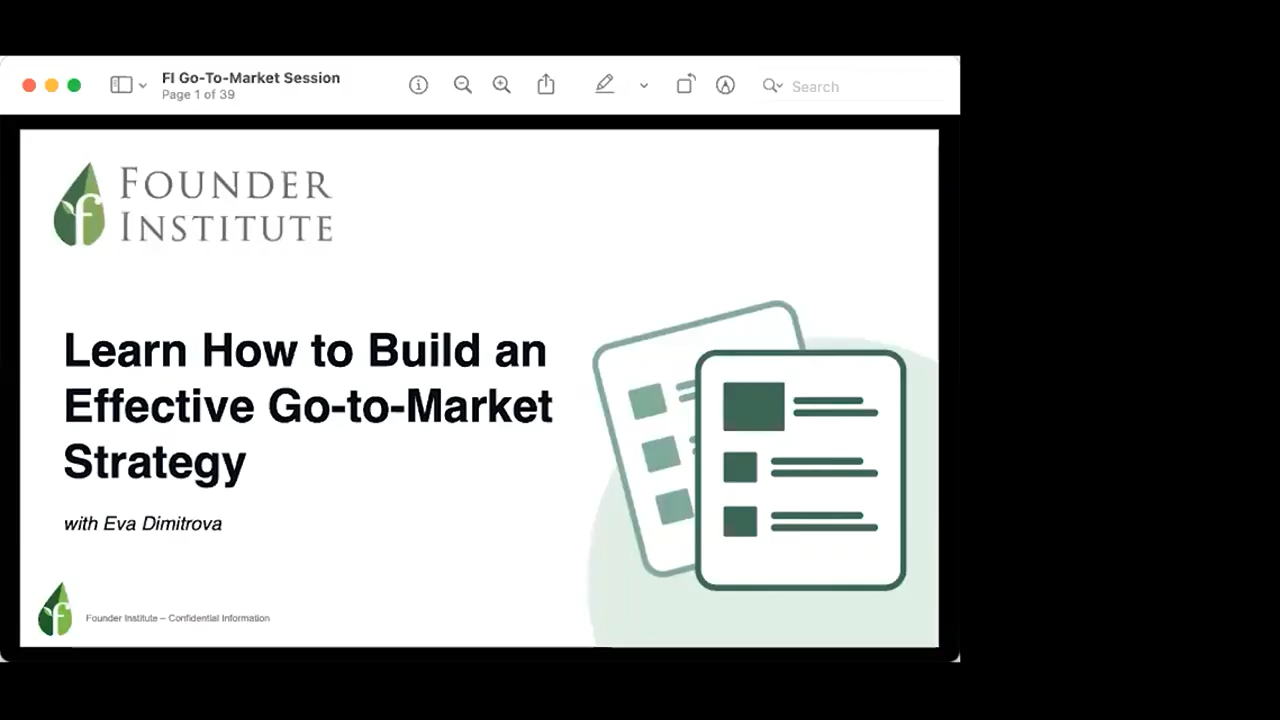 FI Go-To-Market Session
Page 1 of 39
Search
FOUNDER
INSTITUTE
Learn How to Build an
Effective Go-to-Market
Strategy
with Eva Dimitrova
Founder Institute – Confidential Information